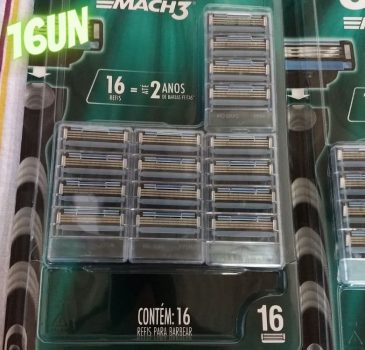 MACH3
16UN
16 = ATÉ 2 ANOS
REFIS DE BARBAS FEITAS*
CONTÉM: 16
REFIS PARA BARBEAR
16